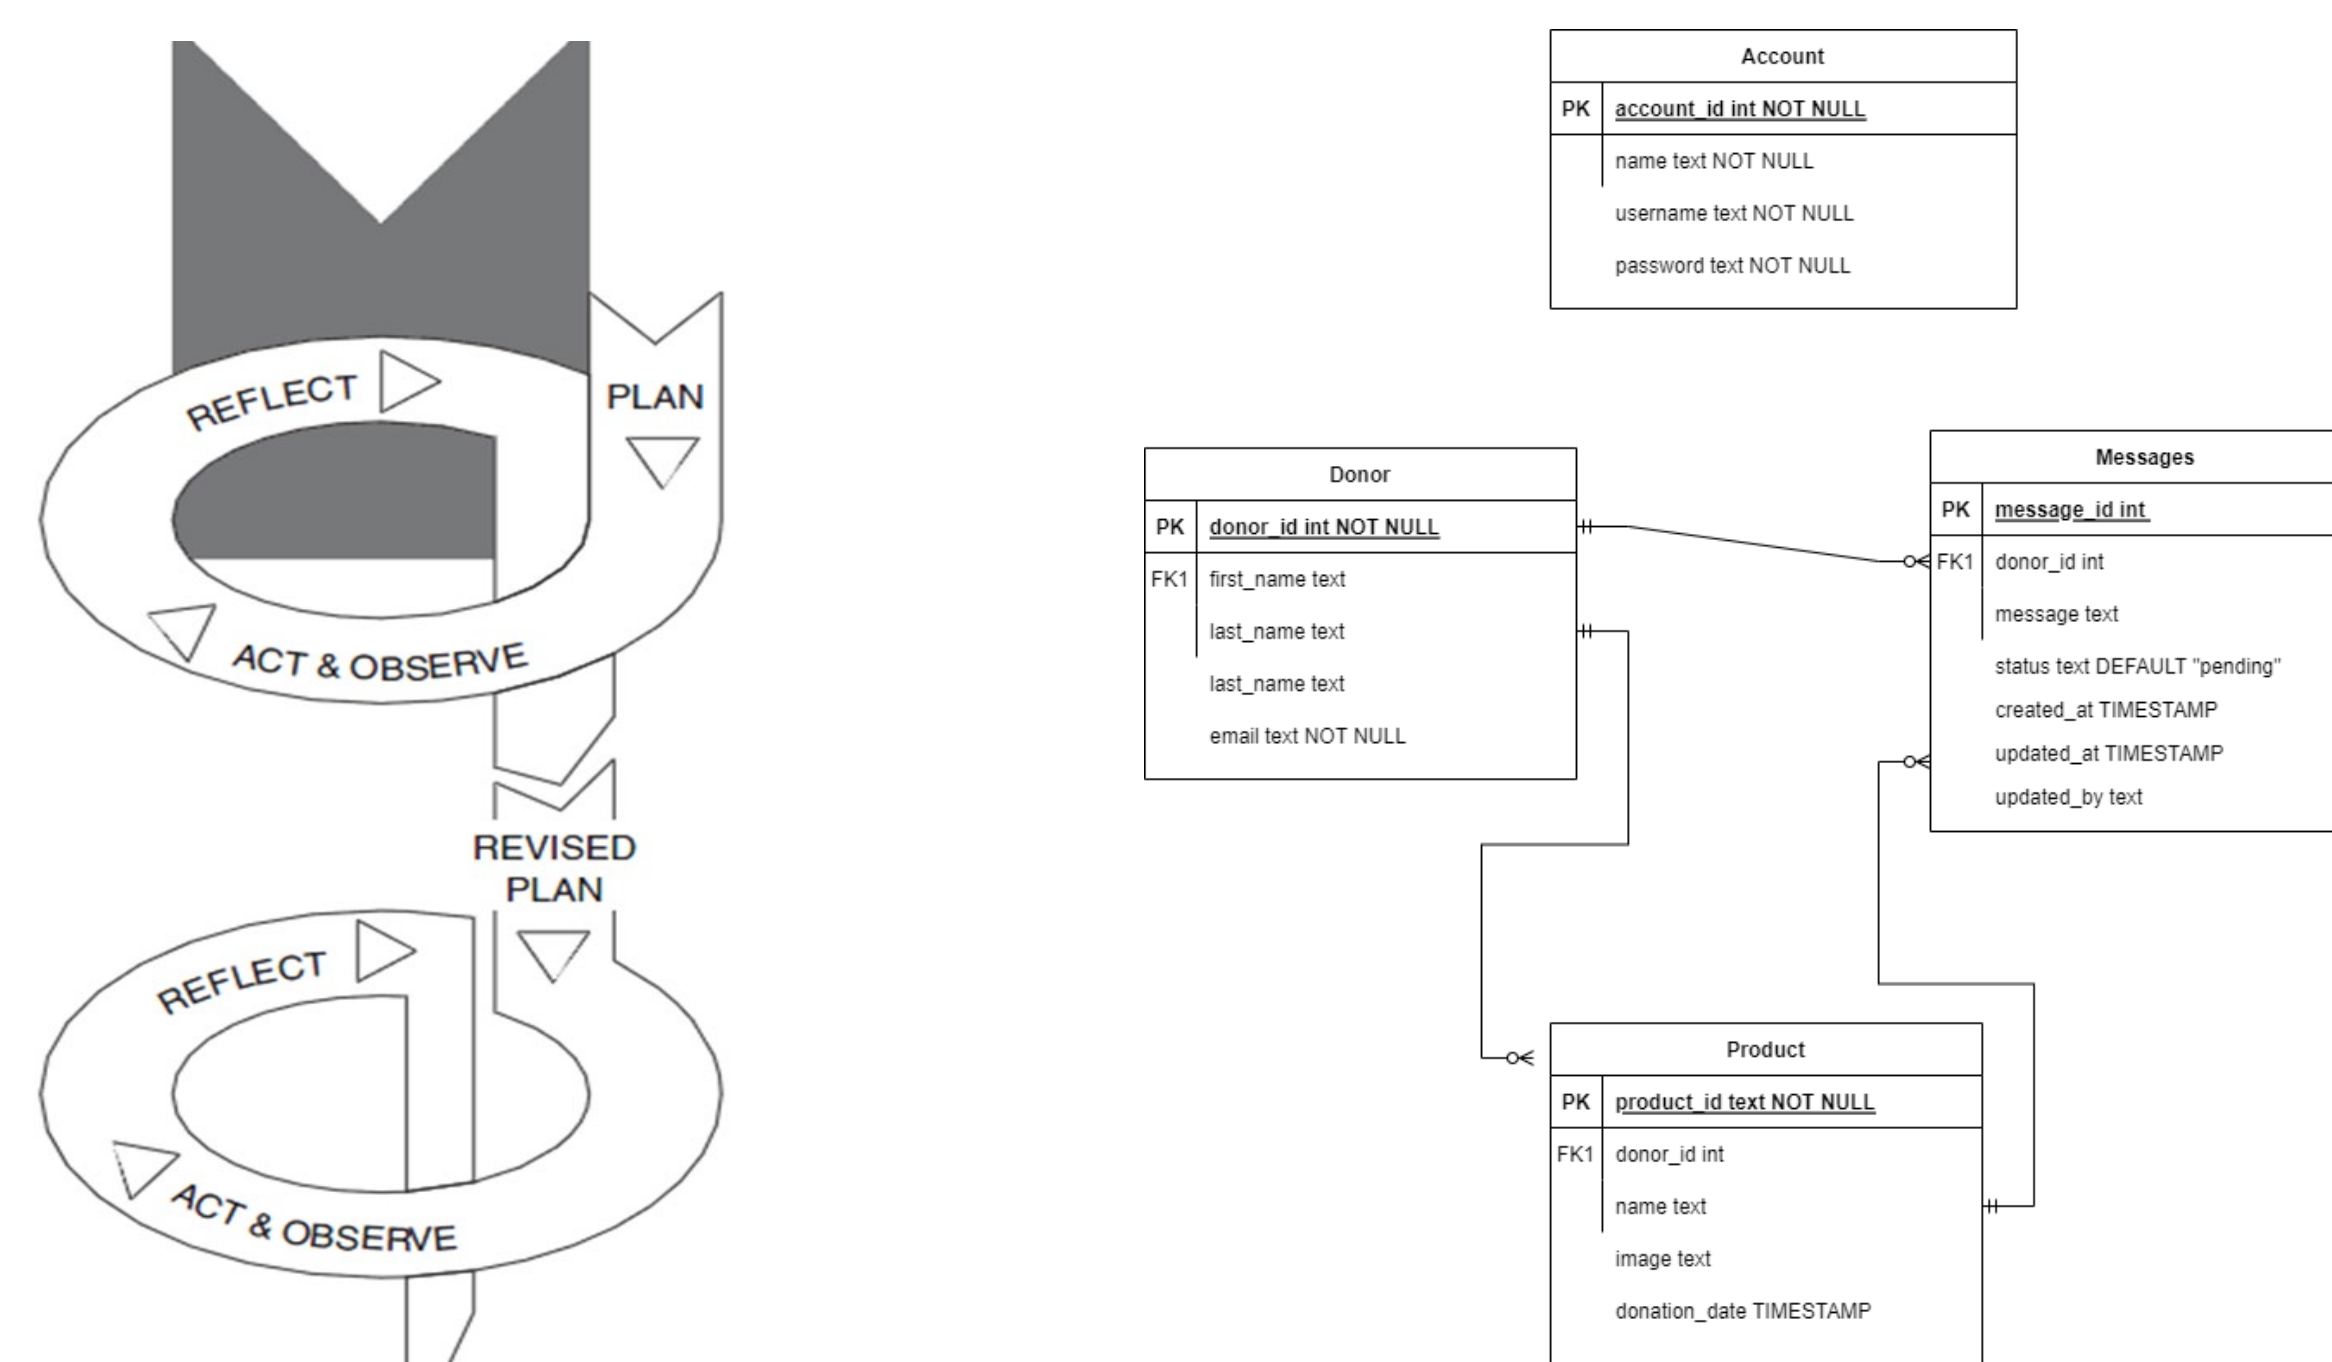 REFLECT
PLAN
ACT & OBSERVE
REVISED
PLAN
REFLECT
ACT & OBSERVE
Account
PK account_id int NOT NULL
name text NOT NULL
username text NOT NULL
password text NOT NULL
Donor
PK donor_id int NOT NULL
FK1 first_name text
last_name text
last_name text
email text NOT NULL
Messages
PK message_id int
FK1 donor_id int
message text
status text DEFAULT "pending"
created_at TIMESTAMP
updated_at TIMESTAMP
updated_by text
Product
PK product_id text NOT NULL
FK1 donor_id int
name text
image text
donation_date TIMESTAMP